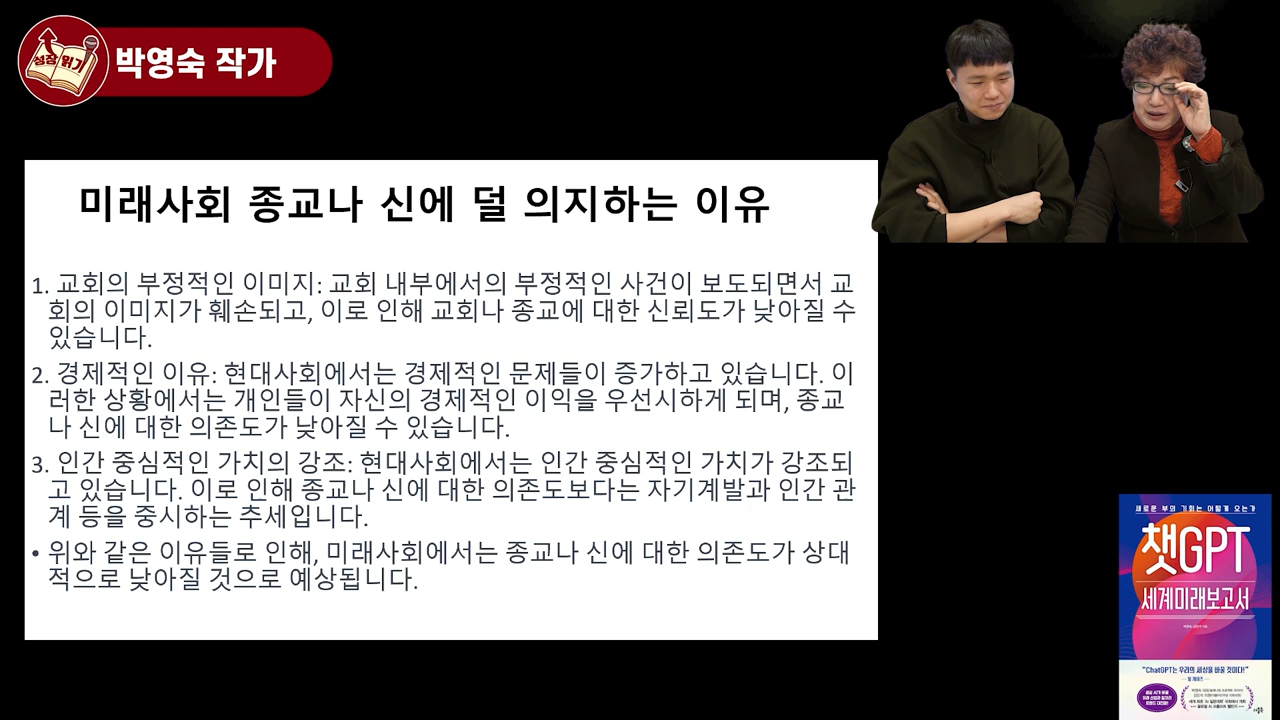 성장 읽기
박영숙 작가
미래사회 종교나 신에 덜 의지하는 이유
1. 교회의 부정적인 이미지: 교회 내부에서의 부정적인 사건이 보도되면서 교
회의 이미지가 훼손되고, 이로 인해 교회나 종교에 대한 신뢰도가 낮아질 수
있습니다.
2. 경제적인 이유: 현대사회에서는 경제적인 문제들이 증가하고 있습니다. 이
러한 상황에서는 개인들이 자신의 경제적인 이익을 우선시하게 되며, 종교
나 신에 대한 의존도가 낮아질 수 있습니다.
3. 인간 중심적인 가치의 강조: 현대사회에서는 인간 중심적인 가치가 강조되
고 있습니다. 이로 인해 종교나 신에 대한 의존도보다는 자기계발과 인간 관
계 등을 중시하는 추세입니다.
• 위와 같은 이유들로 인해, 미래사회에서는 종교나 신에 대한 의존도가 상대
적으로 낮아질 것으로 예상됩니다.
새로운 부의 기회는 어떻게 오는가
챗GPT
세계미래보고서
"ChatGPT는 우리의 세상을 바꿀 것이다!"
빌 게이츠